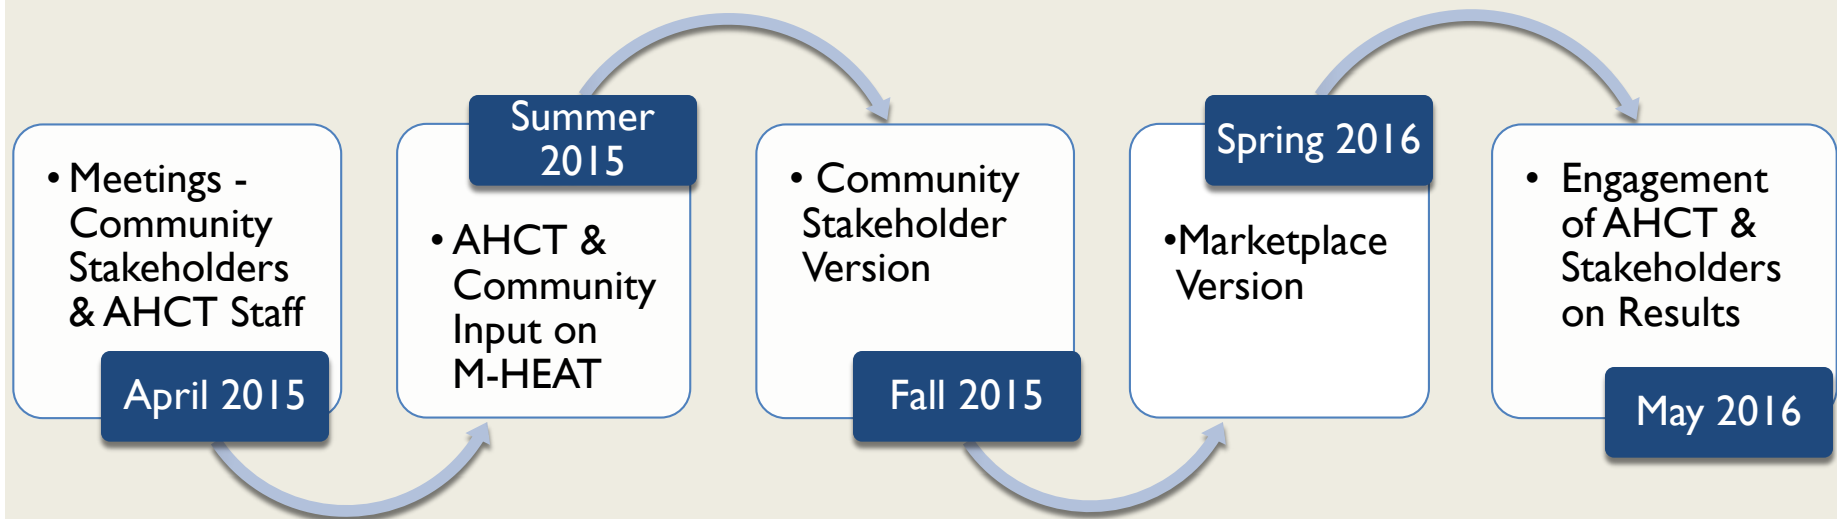 • Meetings -
Community
Stakeholders
& AHCT Staff
April 2015
Summer
2015
• AHCT &
Community
Input on
M-HEAT
• Community
Stakeholder
Version
Fall 2015
Spring 2016
•Marketplace
Version
• Engagement
of AHCT &
Stakeholders
on Results
May 2016